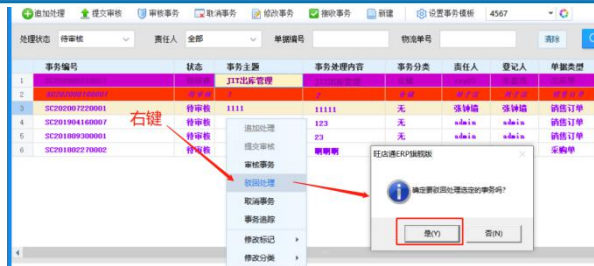 追加处理 提交审核 审核事务 取消事务 修改事务 接收事务 新建 设置事务模板 4567
处理状态 待审核 责任人 全部 单据编号 物流单号 清除
事务编号 状态 事务主题 事务处理内容 事务分类 责任人 登记人 单据类型
1 JIT出库管理
2
3 SC202007220001 待审核 1111 11111 无 张钟镨 张钟镨 销售订单
4 SC201904160007 待审核 123 无 admin admin 销售订单
5 SC201809300001 待审核 23 无 admin admin 销售订单
6 SC201802270002 待审核 啊啊啊 无 admin admin 采购单
右键
追加处理
提交审核
审核事务
驳回处理
取消事务
事务追踪
修改标记
修改分类
旺店通ERP旗舰版
确定要驳回处理选定的事务吗?
是(Y) 否(N)